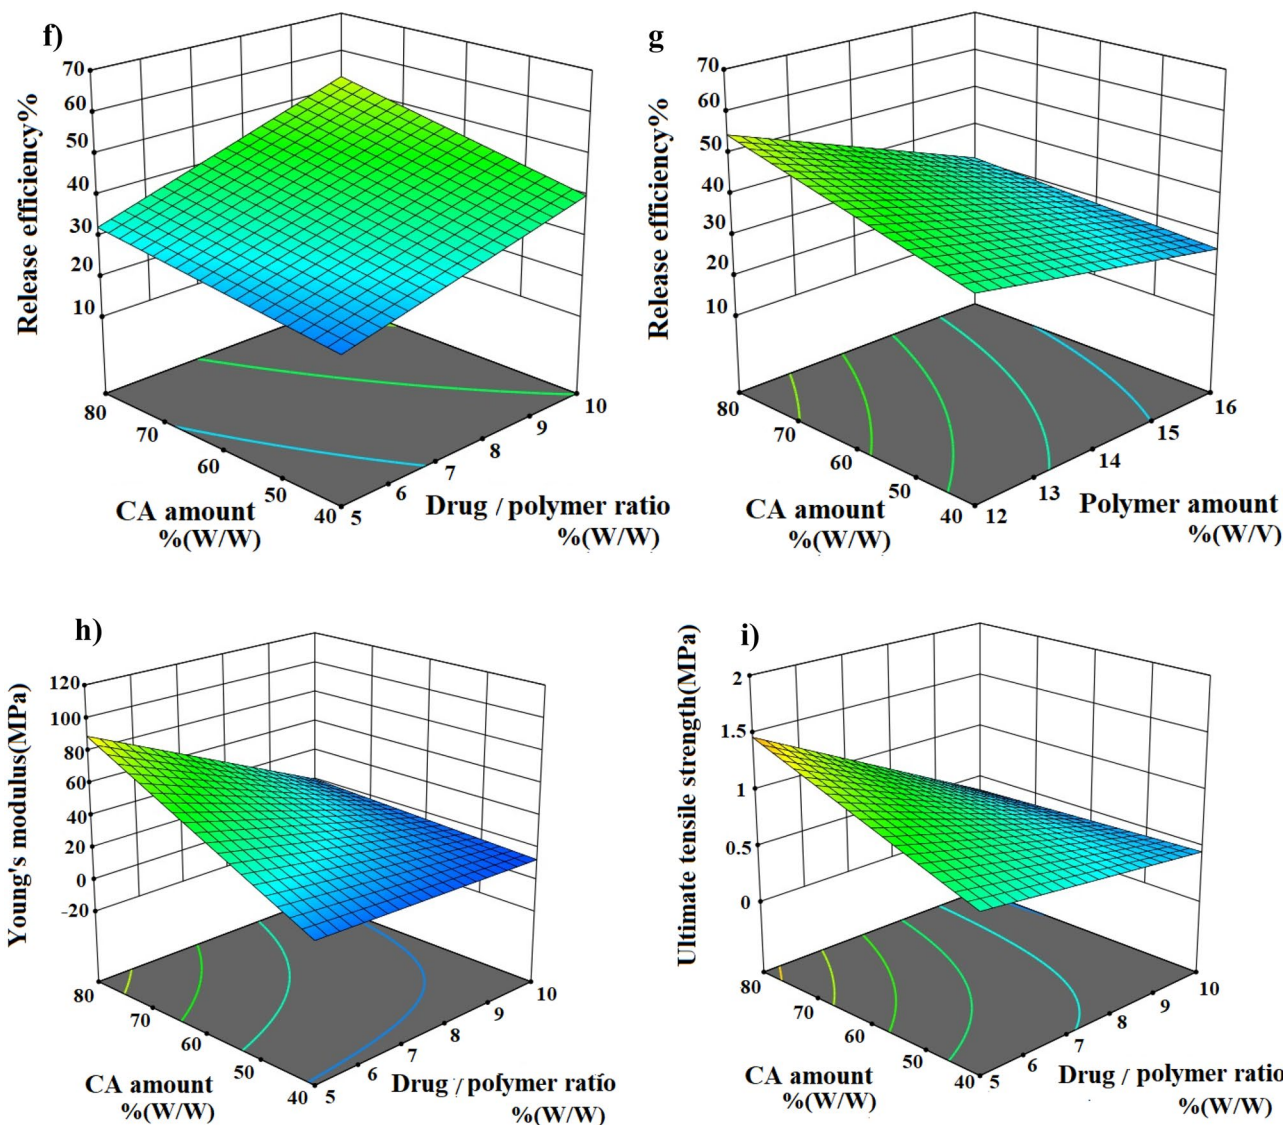 f)
Release efficiency%
70
60
50
40
30
20
10
80
70
60
50
40
5
6
7
8
9
10
CA amount
%(W/W)
Drug / polymer ratio
%(W/W)
g
Release efficiency%
70
60
50
40
30
20
10
80
70
60
50
40
12
13
14
15
16
CA amount
%(W/W)
Polymer amount
%(W/V)
h)
Young's modulus(MPa)
120
100
80
60
40
20
0
-20
80
70
60
50
40
5
6
7
8
9
10
CA amount
%(W/W)
Drug / polymer ratio
%(W/W)
i)
Ultimate tensile strength(MPa)
2
1.5
1
0.5
0
80
70
60
50
40
5
6
7
8
9
10
CA amount
%(W/W)
Drug / polymer ratio
%(W/W)